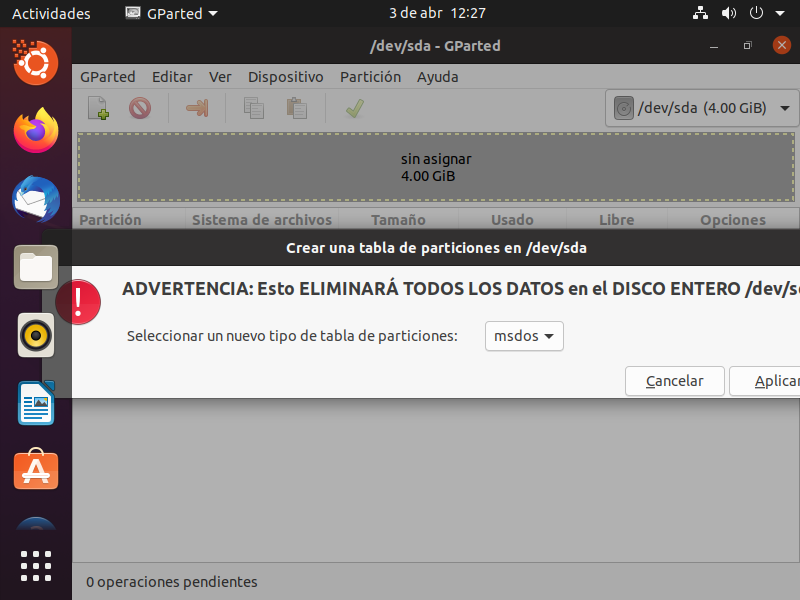 Actividades GParted 3 de abr 12:27
/dev/sda - GParted
GParted Editar Ver Dispositivo Partición Ayuda
/dev/sda (4.00 GiB)
sin asignar
4.00 GiB
Partición Sistema de archivos Tamaño Usado Libre Opciones
Crear una tabla de particiones en /dev/sda
ADVERTENCIA: Esto ELIMINARÁ TODOS LOS DATOS en el DISCO ENTERO /dev/s
Seleccionar un nuevo tipo de tabla de particiones: msdos
Cancelar Aplicar
0 operaciones pendientes